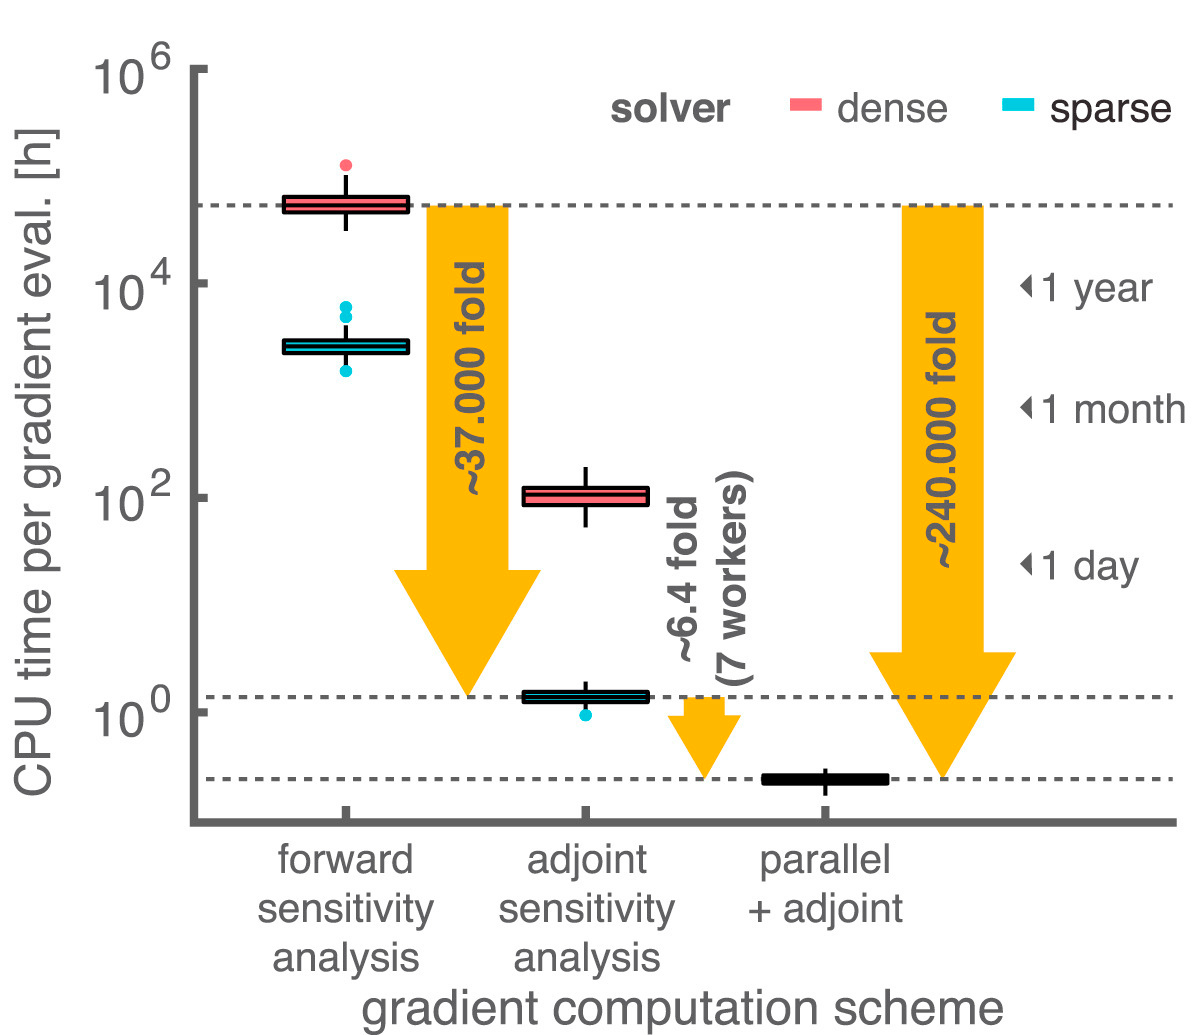 10^6
solver dense sparse
CPU time per gradient eval. [h]
10^4
10^2
10^0
~37.000 fold
~6.4 fold
(7 workers)
~240.000 fold
1 year
1 month
1 day
forward
sensitivity
analysis
adjoint
sensitivity
analysis
parallel
+ adjoint
gradient computation scheme